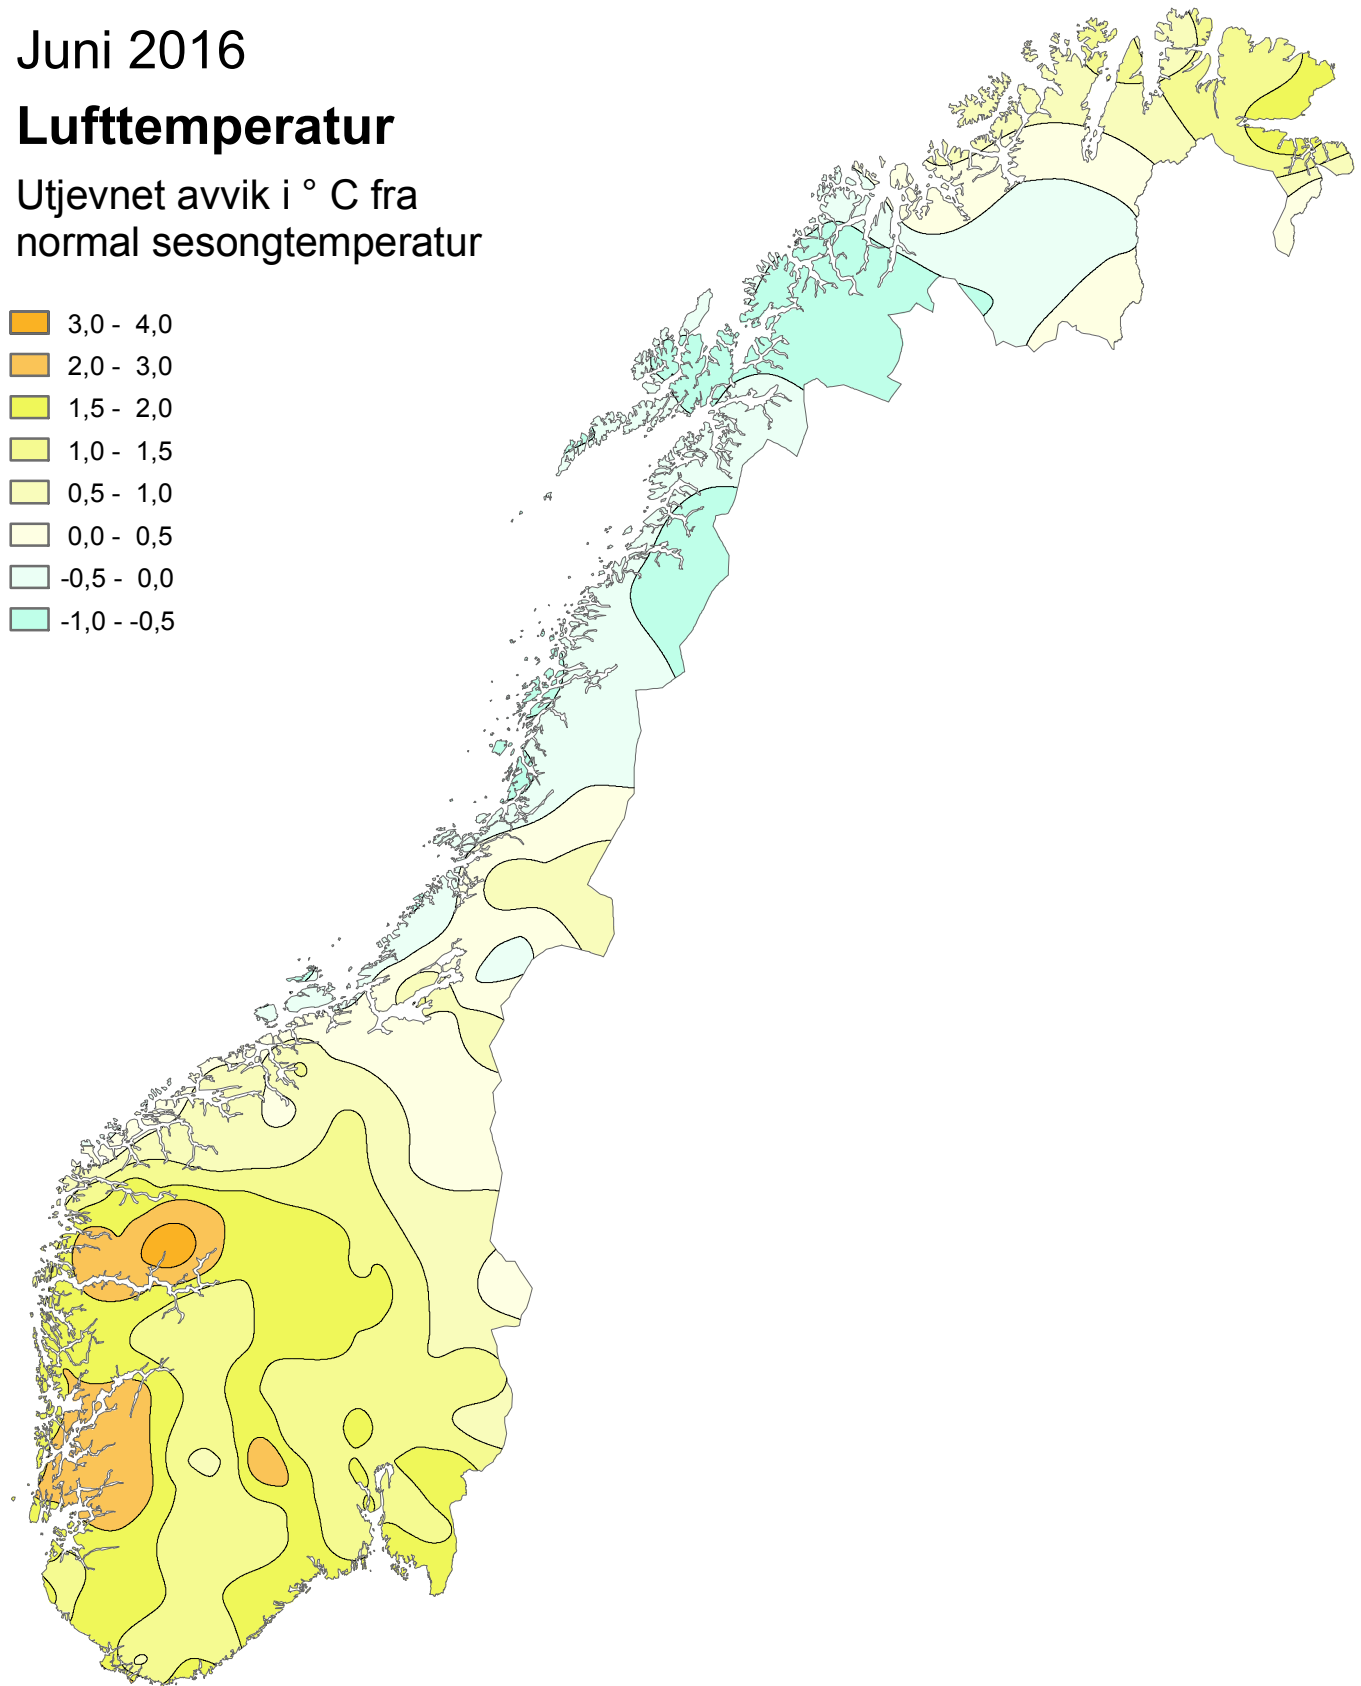 Juni 2016
Lufttemperatur
Utjevnet avvik i ° C fra
normal sesongtemperatur
3,0 - 4,0
2,0 - 3,0
1,5 - 2,0
1,0 - 1,5
0,5 - 1,0
0,0 - 0,5
-0,5 - 0,0
-1,0 - -0,5